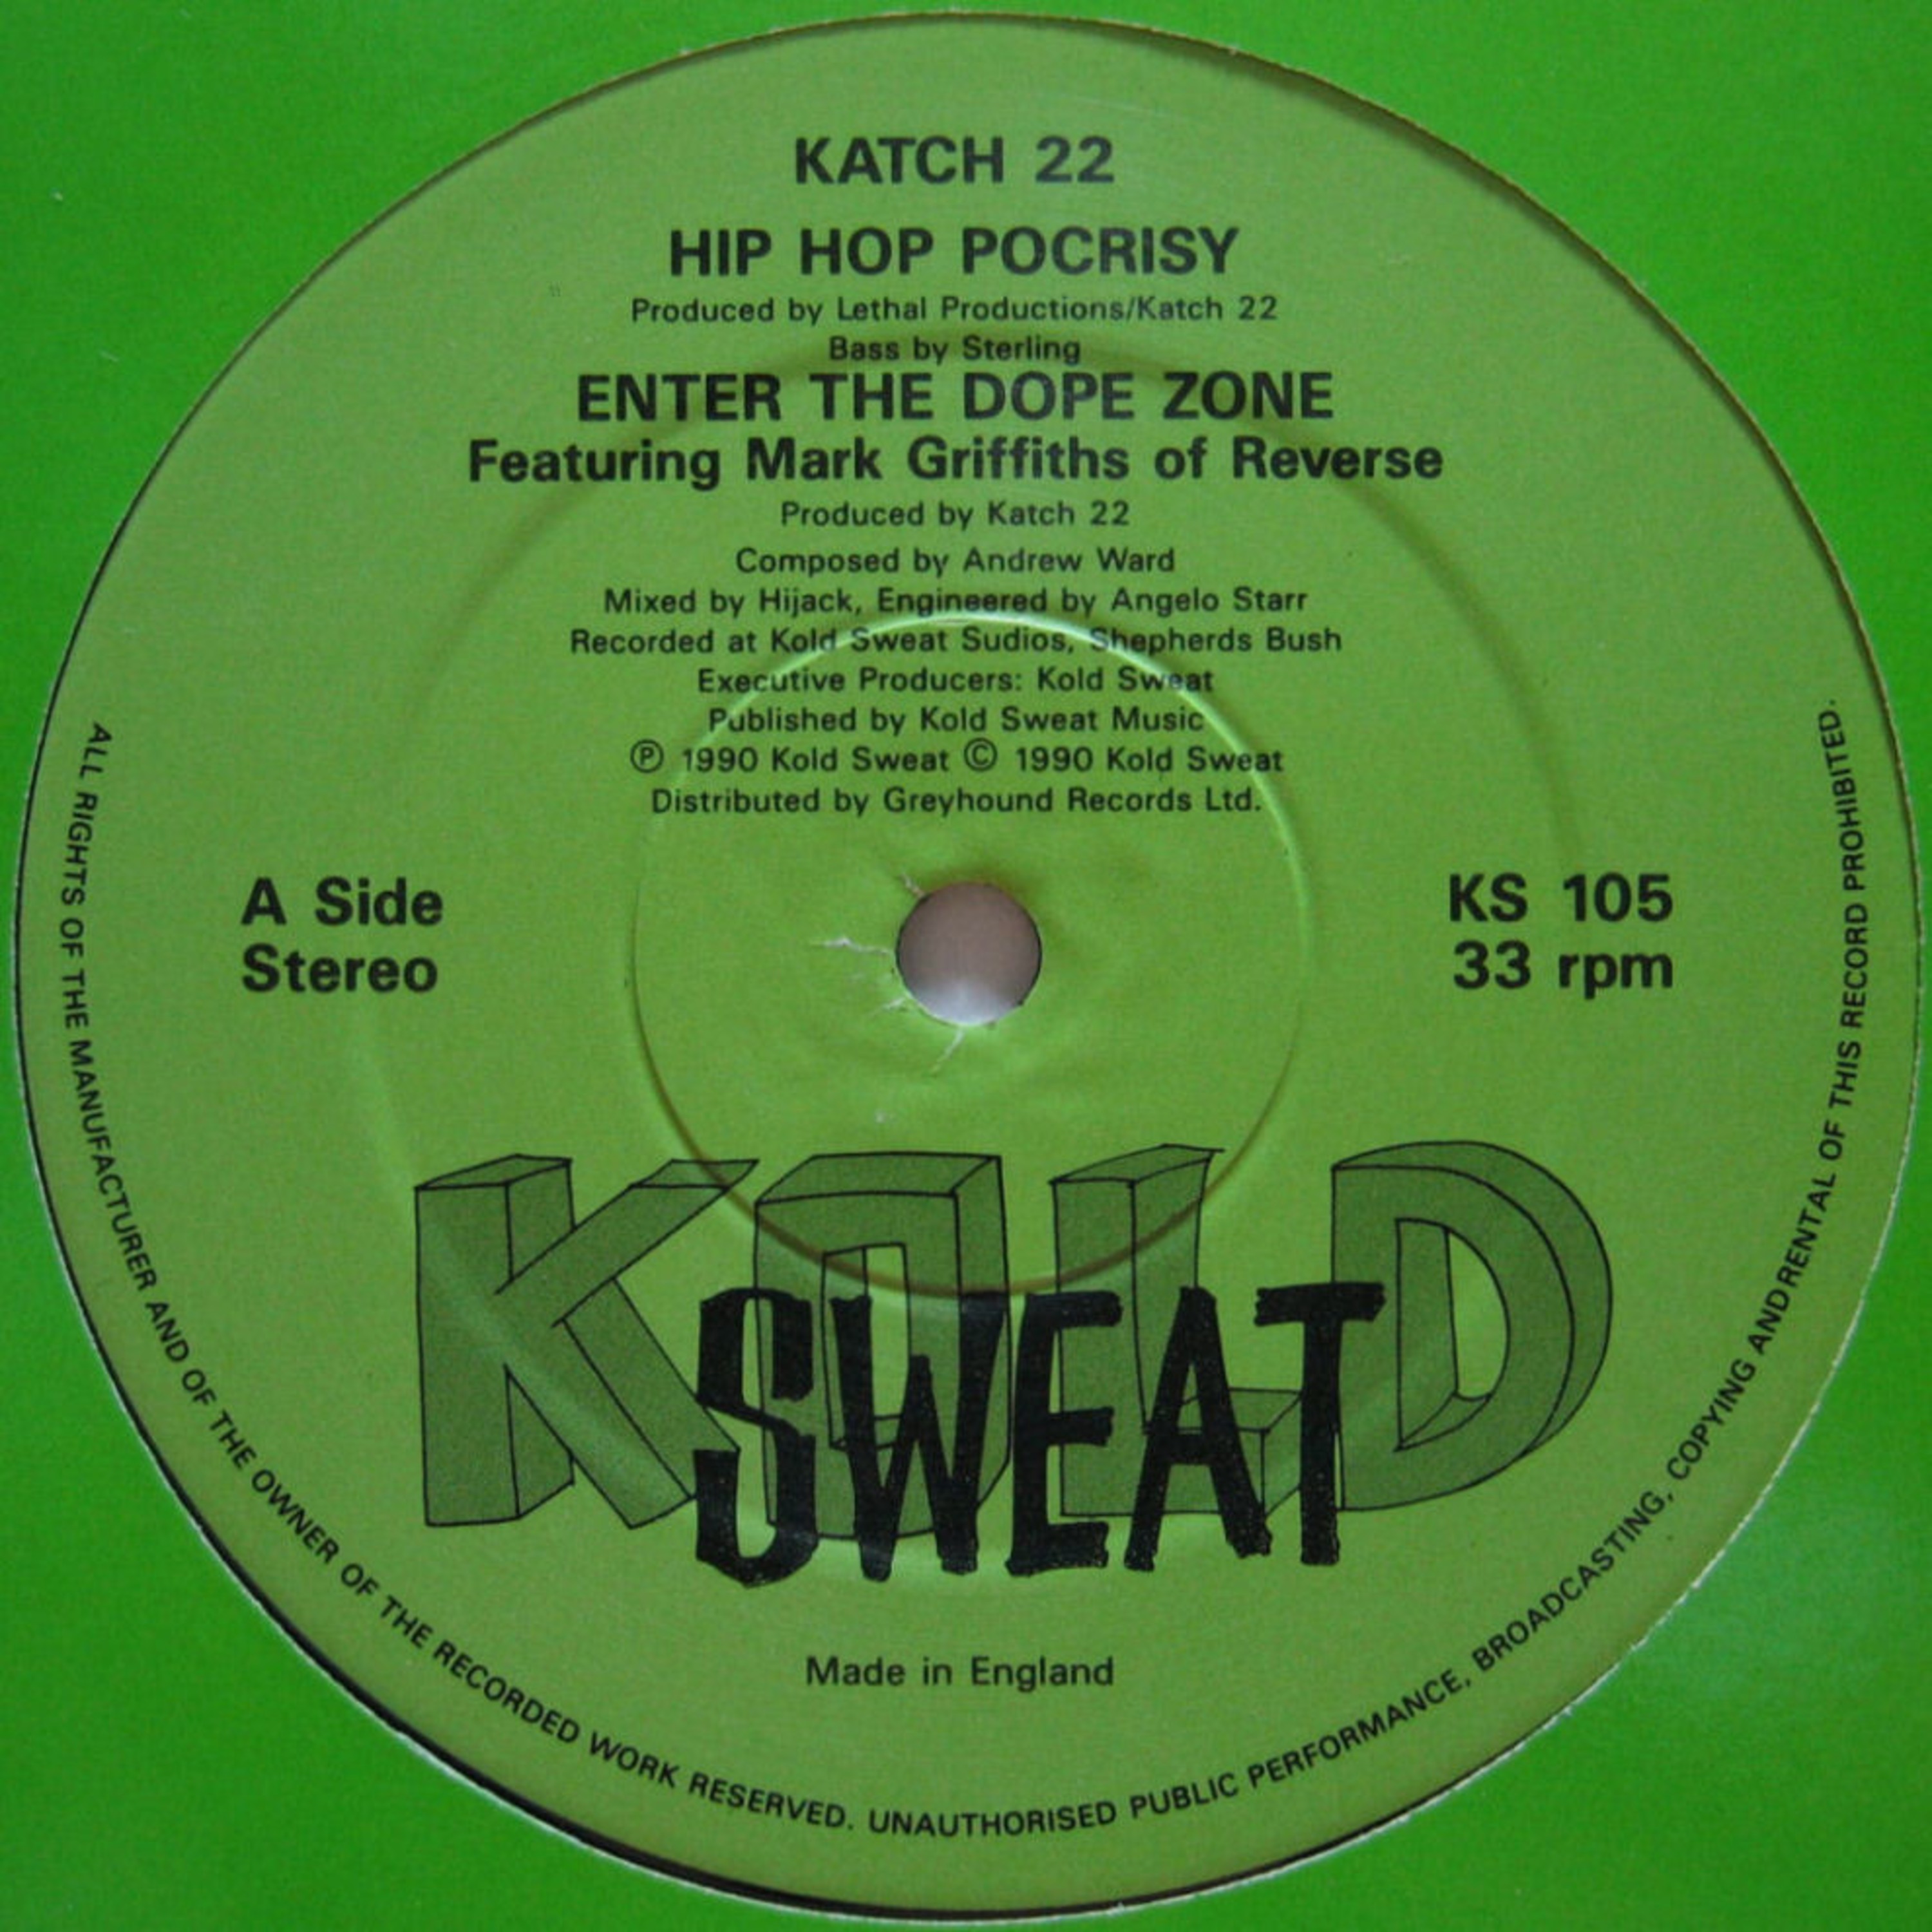 KATCH 22
HIP HOP POCRISY
Produced by Lethal Productions/Katch 22
Bass by Sterling
ENTER THE DOPE ZONE
Featuring Mark Griffiths of Reverse
Produced by Katch 22
Composed by Andrew Ward
Mixed by Hijack, Engineered by Angelo Starr
Recorded at Kold Sweat Sudios, Shepherds Bush
Executive Producers: Kold Sweat
Published by Kold Sweat Music
Ⓟ 1990 Kold Sweat © 1990 Kold Sweat
Distributed by Greyhound Records Ltd.
A Side
Stereo
KS 105
33 rpm
KOLD
SWEAT
Made in England
ALL RIGHTS OF THE MANUFACTURER AND OF THE OWNER OF THE RECORDED WORK RESERVED. UNAUTHORISED PUBLIC PERFORMANCE, BROADCASTING, COPYING AND RENTAL OF THIS RECORD PROHIBITED.